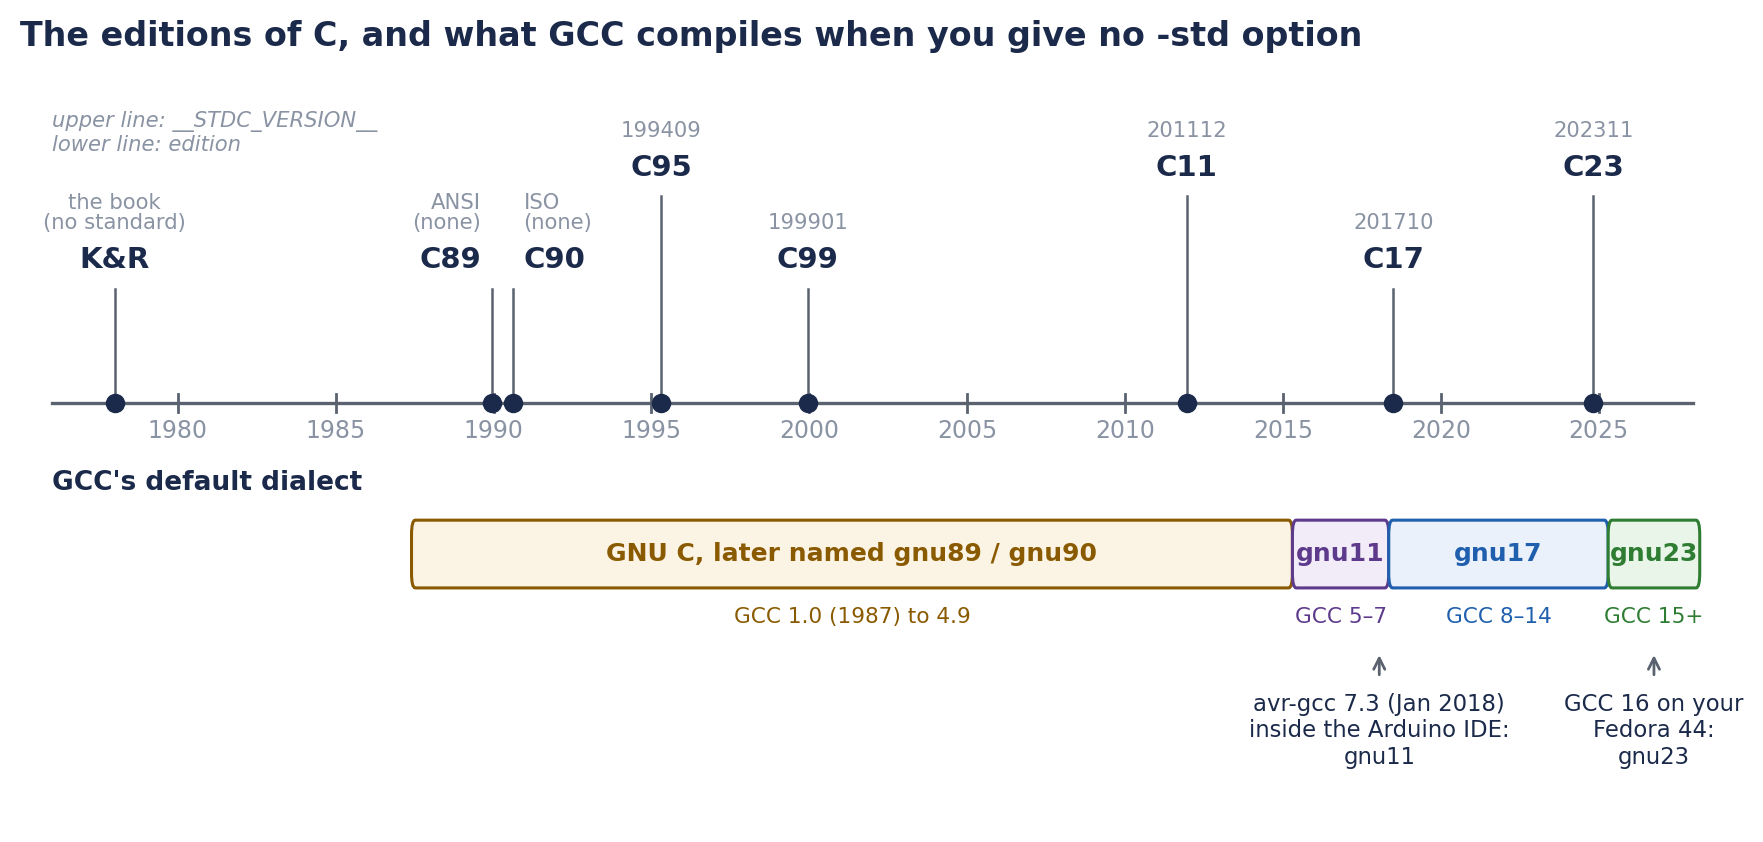 The editions of C, and what GCC compiles when you give no -std option
upper line: __STDC_VERSION__
lower line: edition
the book
(no standard)
K&R
ANSI
(none)
C89
ISO
(none)
C90
199409
C95
199901
C99
201112
C11
201710
C17
202311
C23
1980
1985
1990
1995
2000
2005
2010
2015
2020
2025
GCC's default dialect
GNU C, later named gnu89 / gnu90
gnu11
gnu17
gnu23
GCC 1.0 (1987) to 4.9
GCC 5–7
GCC 8–14
GCC 15+
avr-gcc 7.3 (Jan 2018)
inside the Arduino IDE:
gnu11
GCC 16 on your
Fedora 44:
gnu23